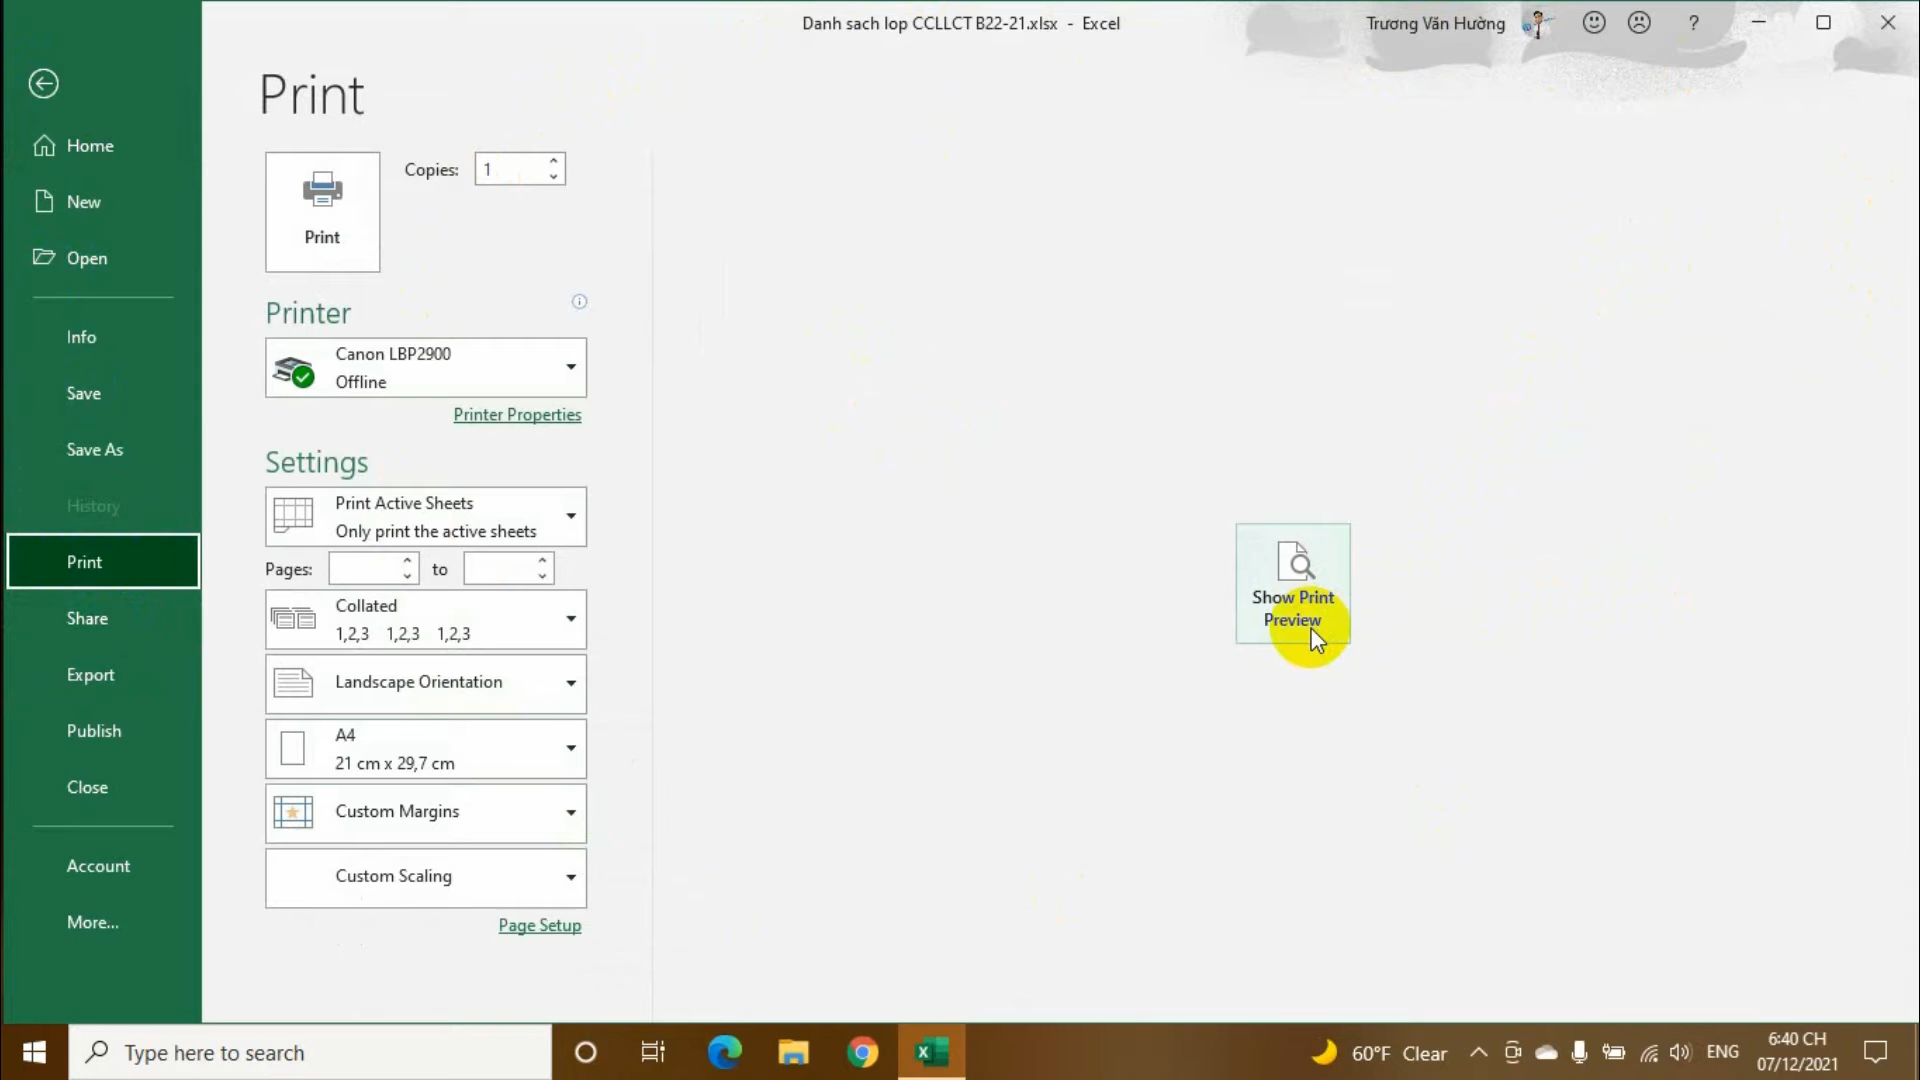 Danh sach lop CCLLCT B22-21.xlsx - Excel
Trương Văn Hường
?
Print
Home
New
Open
Info
Save
Save As
History
Print
Share
Export
Publish
Close
Account
More...
Print
Copies: 1
Printer
Canon LBP2900
Offline
Printer Properties
Settings
Print Active Sheets
Only print the active sheets
Pages: to
Collated
1,2,3 1,2,3 1,2,3
Landscape Orientation
A4
21 cm x 29,7 cm
Custom Margins
Custom Scaling
Page Setup
Show Print
Preview
Type here to search
60°F Clear
ENG
6:40 CH
07/12/2021